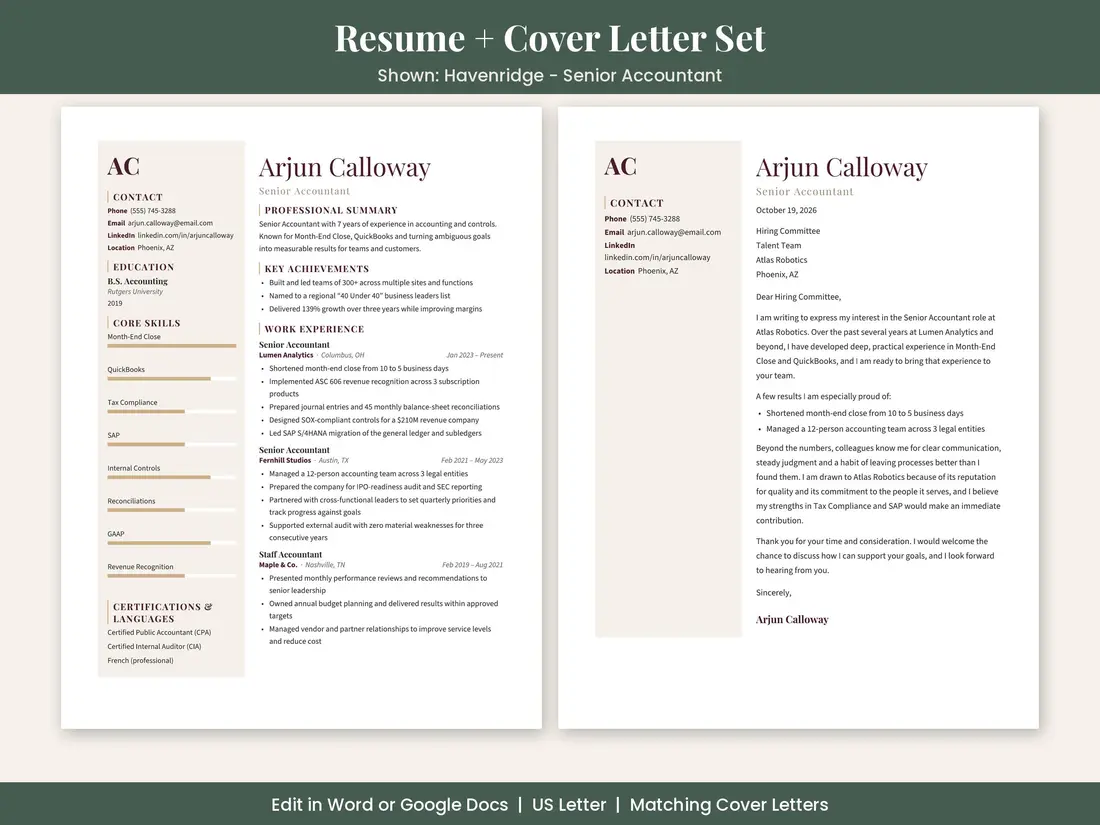 Resume + Cover Letter Set
Shown: Havenridge - Senior Accountant
AC
CONTACT
Phone (555) 745-3288
Email arjun.calloway@email.com
LinkedIn linkedin.com/in/arjuncalloway
Location Phoenix, AZ
EDUCATION
B.S. Accounting
Rutgers University
2019
CORE SKILLS
Month-End Close
QuickBooks
Tax Compliance
SAP
Internal Controls
Reconciliations
GAAP
Revenue Recognition
CERTIFICATIONS &
LANGUAGES
Certified Public Accountant (CPA)
Certified Internal Auditor (CIA)
French (professional)
Arjun Calloway
Senior Accountant
PROFESSIONAL SUMMARY
Senior Accountant with 7 years of experience in accounting and controls.
Known for Month-End Close, QuickBooks and turning ambiguous goals
into measurable results for teams and customers.
KEY ACHIEVEMENTS
• Built and led teams of 300+ across multiple sites and functions
• Named to a regional "40 Under 40" business leaders list
• Delivered 139% growth over three years while improving margins
WORK EXPERIENCE
Senior Accountant
Lumen Analytics · Columbus, OH Jan 2023 – Present
• Shortened month-end close from 10 to 5 business days
• Implemented ASC 606 revenue recognition across 3 subscription
products
• Prepared journal entries and 45 monthly balance-sheet reconciliations
• Designed SOX-compliant controls for a $210M revenue company
• Led SAP S/4HANA migration of the general ledger and subledgers
Senior Accountant
Fernhill Studios · Austin, TX Feb 2021 – May 2023
• Managed a 12-person accounting team across 3 legal entities
• Prepared the company for IPO-readiness audit and SEC reporting
• Partnered with cross-functional leaders to set quarterly priorities and
track progress against goals
• Supported external audit with zero material weaknesses for three
consecutive years
Staff Accountant
Maple & Co. · Nashville, TN Feb 2019 – Aug 2021
• Presented monthly performance reviews and recommendations to
senior leadership
• Owned annual budget planning and delivered results within approved
targets
• Managed vendor and partner relationships to improve service levels
and reduce cost
AC
CONTACT
Phone (555) 745-3288
Email arjun.calloway@email.com
LinkedIn
linkedin.com/in/arjuncalloway
Location Phoenix, AZ
Arjun Calloway
Senior Accountant
October 19, 2026
Hiring Committee
Talent Team
Atlas Robotics
Phoenix, AZ
Dear Hiring Committee,
I am writing to express my interest in the Senior Accountant role at
Atlas Robotics. Over the past several years at Lumen Analytics and
beyond, I have developed deep, practical experience in Month-End
Close and QuickBooks, and I am ready to bring that experience to
your team.
A few results I am especially proud of:
• Shortened month-end close from 10 to 5 business days
• Managed a 12-person accounting team across 3 legal entities
Beyond the numbers, colleagues know me for clear communication,
steady judgment and a habit of leaving processes better than I
found them. I am drawn to Atlas Robotics because of its reputation
for quality and its commitment to the people it serves, and I believe
my strengths in Tax Compliance and SAP would make an immediate
contribution.
Thank you for your time and consideration. I would welcome the
chance to discuss how I can support your goals, and I look forward
to hearing from you.
Sincerely,
Arjun Calloway
Edit in Word or Google Docs | US Letter | Matching Cover Letters